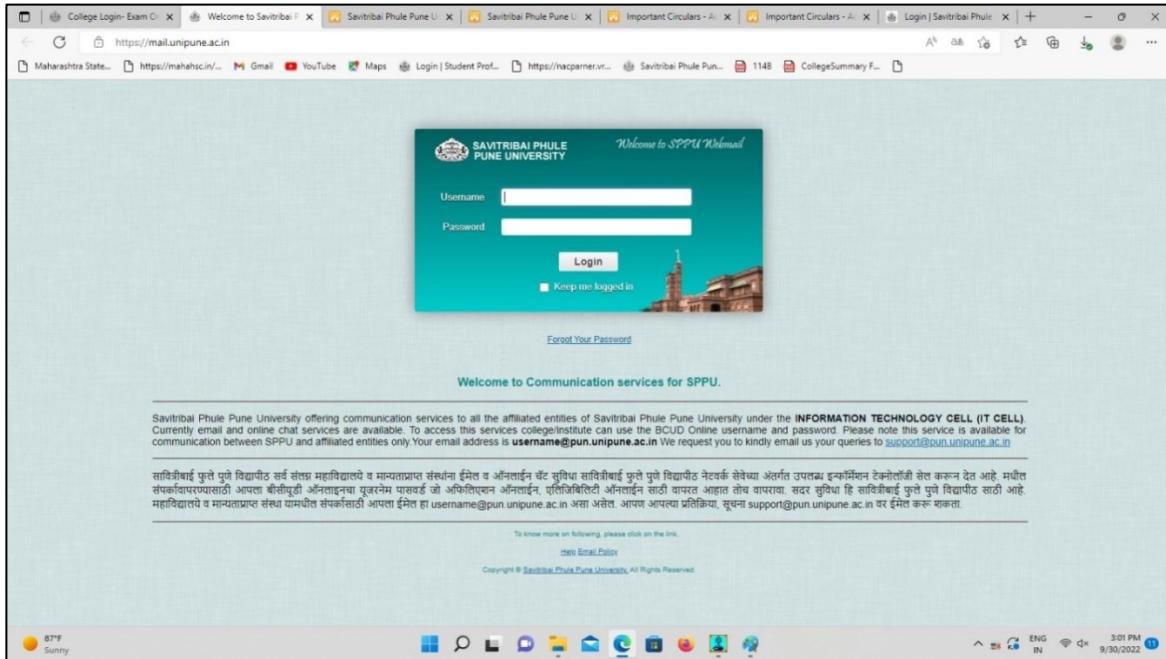 College Login- Exam O
Welcome to Savitribai P
Savitribai Phule Pune U
Savitribai Phule Pune U
Important Circulars - A
Important Circulars - A
Login | Savitribai Phule
https://mail.unipune.ac.in
Maharashtra State...
https://mahahsc.in/...
Gmail
YouTube
Maps
Login | Student Prof...
https://nacparner.vr...
Savitribai Phule Pun...
1148
CollegeSummary F...
SAVITRIBAI PHULE
PUNE UNIVERSITY
Welcome to SPPU Webmail
Username
Password
Login
Keep me logged in
Forgot Your Password
Welcome to Communication services for SPPU.
Savitribai Phule Pune University offering communication services to all the affiliated entities of Savitribai Phule Pune University under the INFORMATION TECHNOLOGY CELL (IT CELL).
Currently email and online chat services are available. To access this services college/institute can use the BCUD Online username and password. Please note this service is available for
communication between SPPU and affiliated entities only.Your email address is username@pun.unipune.ac.in We request you to kindly email us your queries to support@pun.unipune.ac.in
सावित्रीबाई फुले पुणे विद्यापीठ सर्व संलग्न महाविद्यालये व मान्यताप्राप्त संस्थांना ईमेल व ऑनलाईन चॅट सुविधा सावित्रीबाई फुले पुणे विद्यापीठ नेटवर्क सेवेच्या अंतर्गत उपलब्ध इन्फॉर्मेशन टेक्नोलॉजी सेल करून देत आहे. मधील
संपर्कावापरण्यासाठी आपला बीसीयूडी ऑनलाइनचा यूजरनेम पासवर्ड जो अफिलिएशन ऑनलाईन, एलिजिबिलिटी ऑनलाईन साठी वापरत आहात तोच वापरावा. सदर सुविधा हि सावित्रीबाई फुले पुणे विद्यापीठ साठी आहे.
महाविद्यालये व मान्यताप्राप्त संस्था यामधील संपर्कासाठी आपला ईमेल हा username@pun.unipune.ac.in असा असेल. आपण आपल्या प्रतिक्रिया, सूचना support@pun.unipune.ac.in वर ईमेल करू शकता.
To know more on following, please click on the link.
Help Email Policy
Copyright © Savitribai Phule Pune University. All Rights Reserved.
87°F
Sunny
ENG
IN
3:01 PM
9/30/2022
11